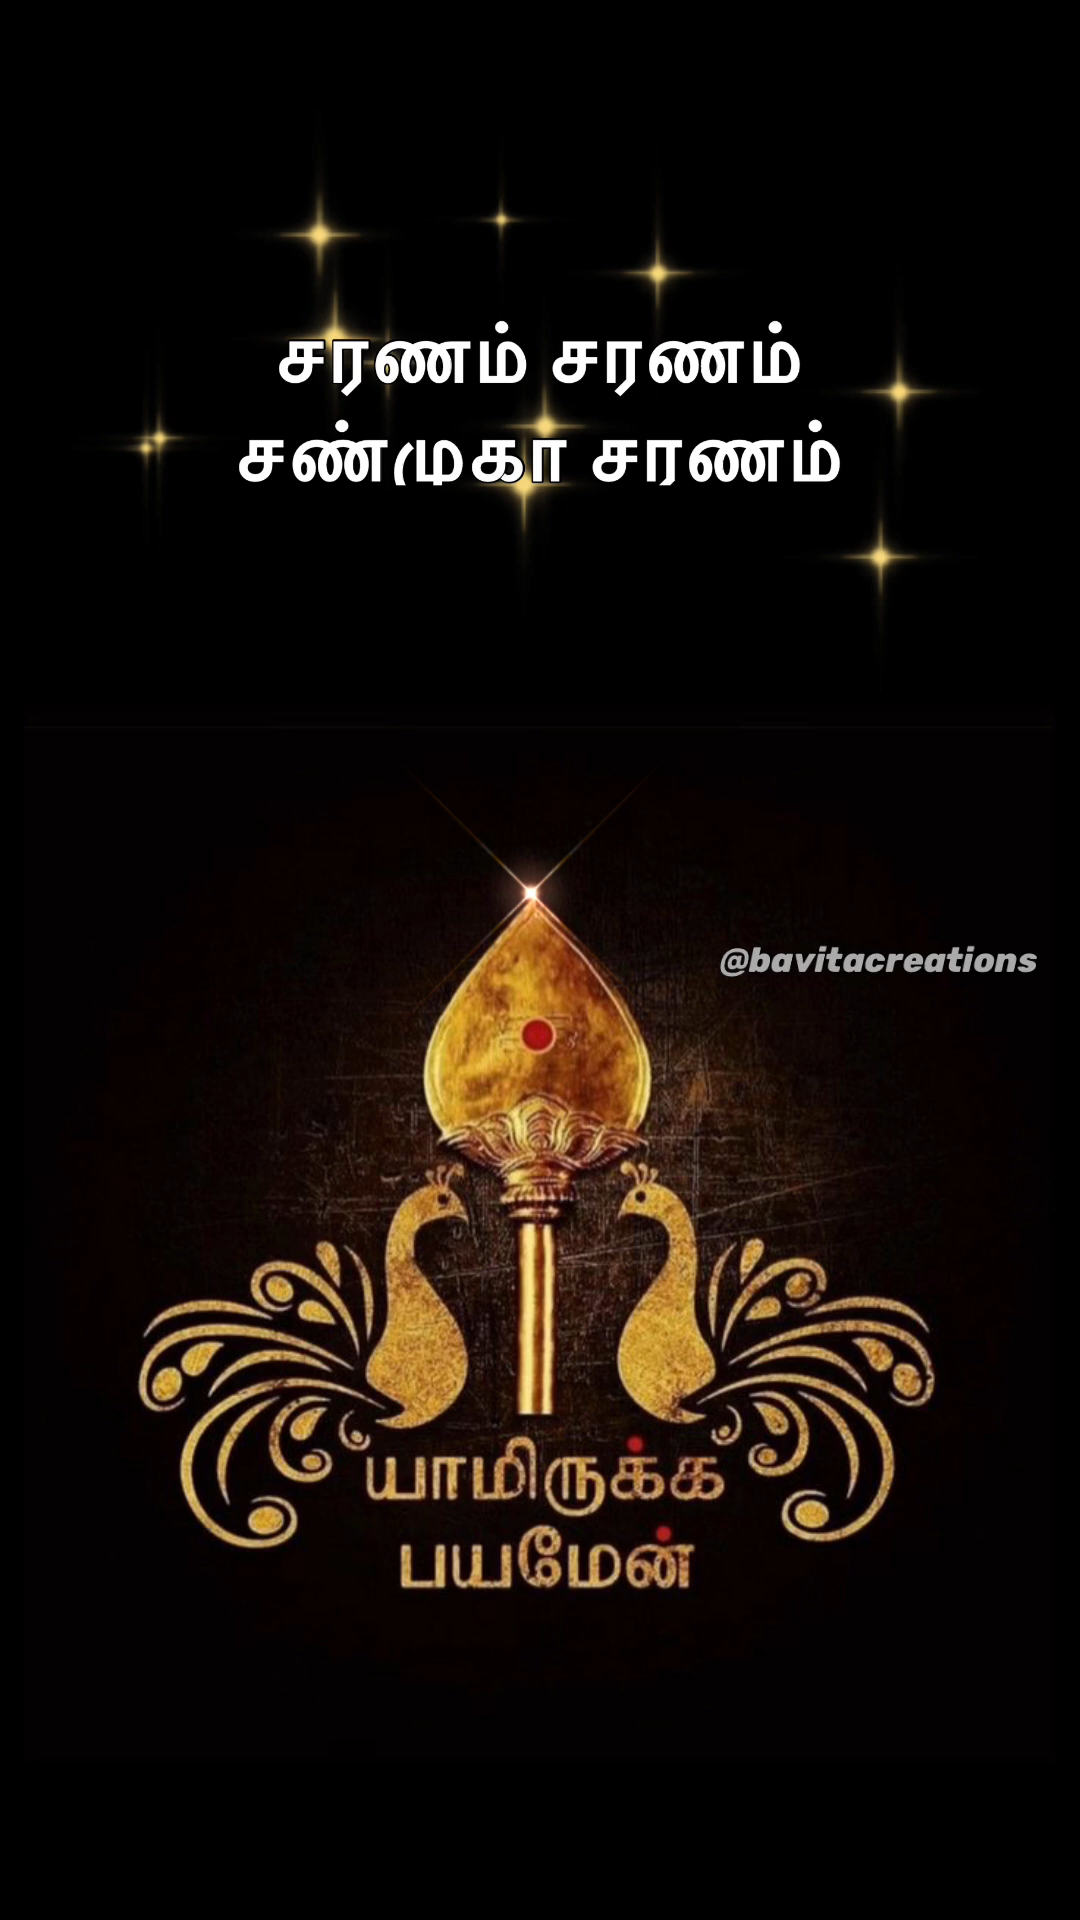 சரணம் சரணம்
சண்முகா சரணம்
@bavitacreations
யாமிருக்க
பயமேன்